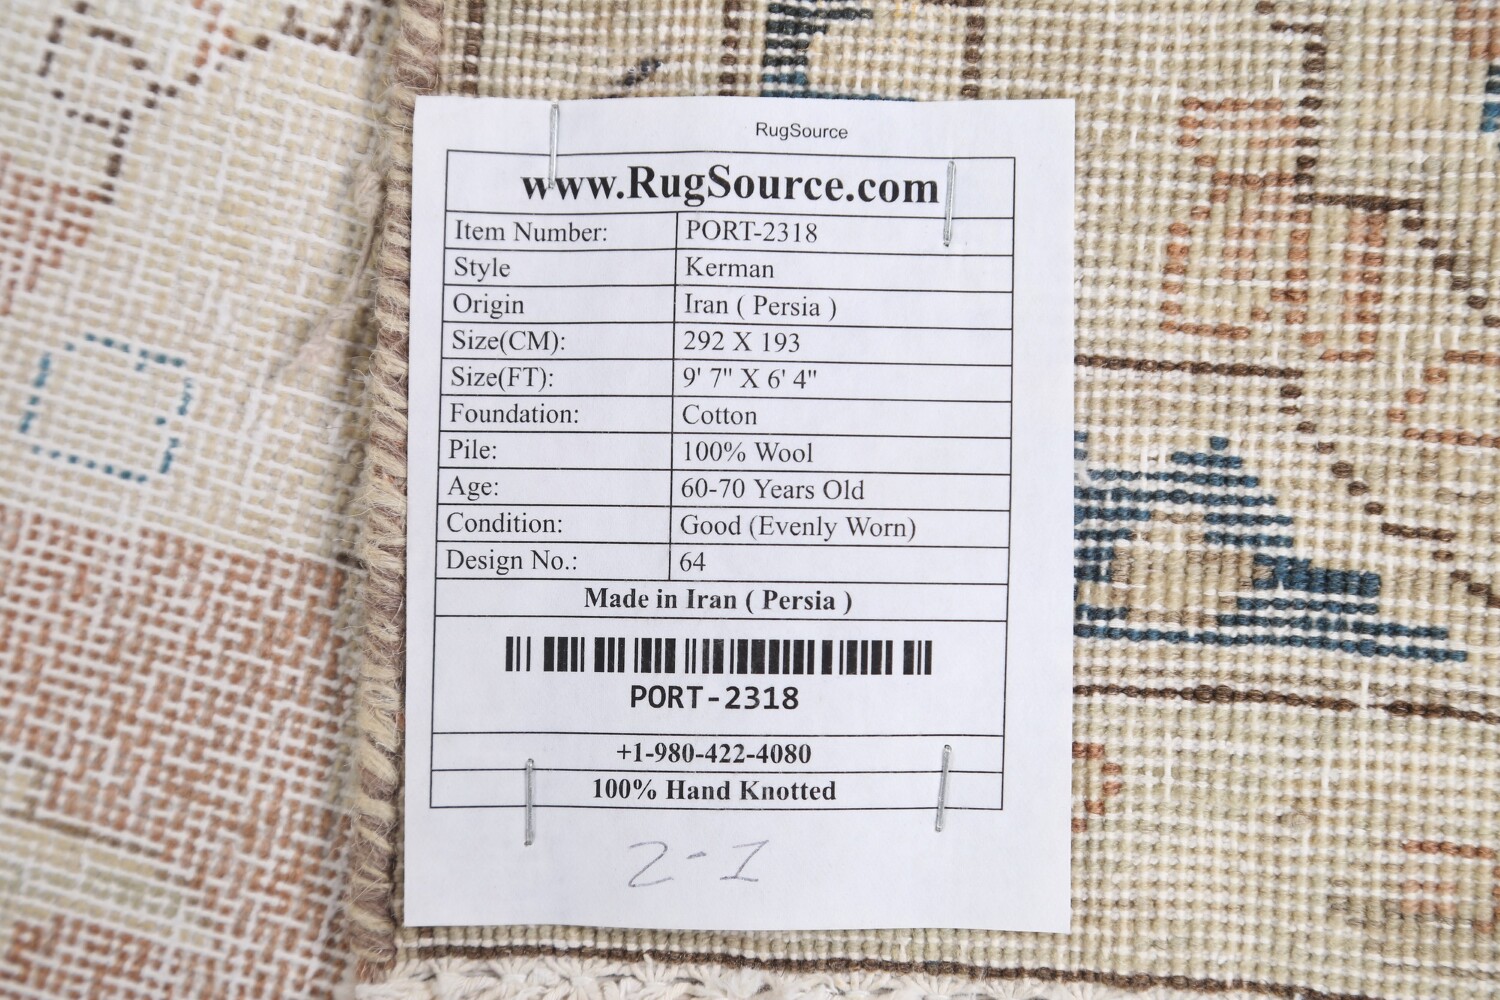 RugSource
www.RugSource.com
Item Number: PORT-2318
Style Kerman
Origin Iran ( Persia )
Size(CM): 292 X 193
Size(FT): 9' 7" X 6' 4"
Foundation: Cotton
Pile: 100% Wool
Age: 60-70 Years Old
Condition: Good (Evenly Worn)
Design No.: 64
Made in Iran ( Persia )
PORT-2318
+1-980-422-4080
100% Hand Knotted
2-1